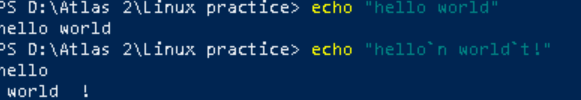 PS D:\Atlas 2\Linux practice> echo "hello world"
hello world
PS D:\Atlas 2\Linux practice> echo "hello`n world`t!"
hello
 world  !